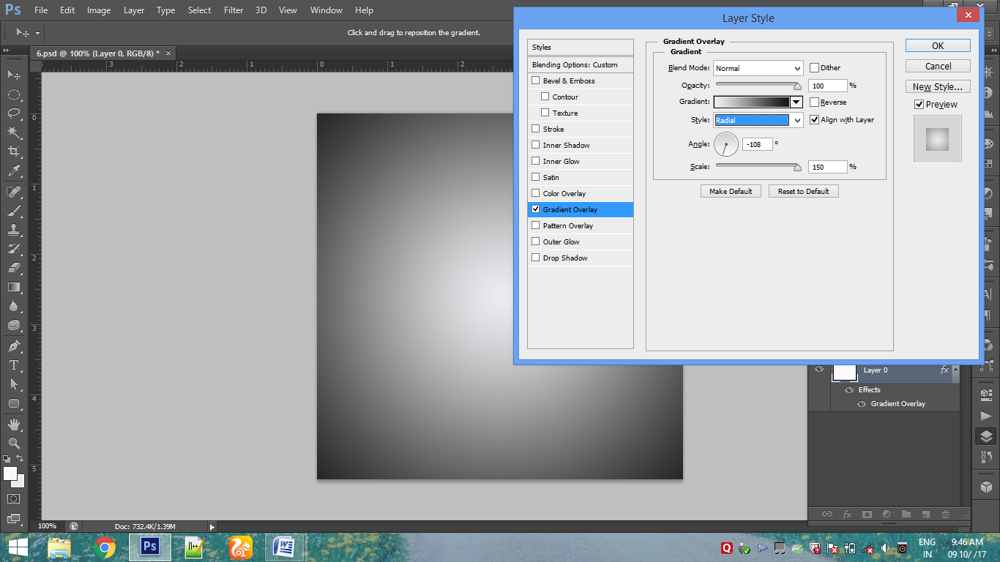 Ps File Edit Image Layer Type Select Filter 3D View Window Help
Layer Style
Click and drag to reposition the gradient.
6.psd @ 100% (Layer 0, RGB/8) * ×
3 2 1 0 1 2
0
1
2
3
4
5
Styles
Blending Options: Custom
Bevel & Emboss
Contour
Texture
Stroke
Inner Shadow
Inner Glow
Satin
Color Overlay
Gradient Overlay
Pattern Overlay
Outer Glow
Drop Shadow
Gradient Overlay
Gradient
Blend Mode: Normal Dither
Opacity: 100 %
Gradient: Reverse
Style: Radial Align with Layer
Angle: -108 °
Scale: 150 %
Make Default Reset to Default
OK
Cancel
New Style...
Preview
Layer 0 fx
Effects
Gradient Overlay
fx
100% Doc: 732.4K/1.39M
Ps
ENG 9:46 AM
IN 09 10/ /17